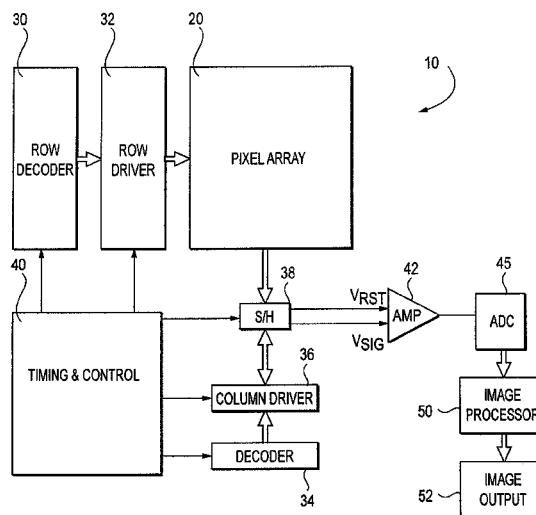 30
32
20
10
ROW
DECODER
ROW
DRIVER
PIXEL ARRAY
40
38
42
45
S/H
VRST
VSIG
AMP
ADC
TIMING & CONTROL
36
COLUMN DRIVER
50
IMAGE
PROCESSOR
DECODER
34
52
IMAGE
OUTPUT